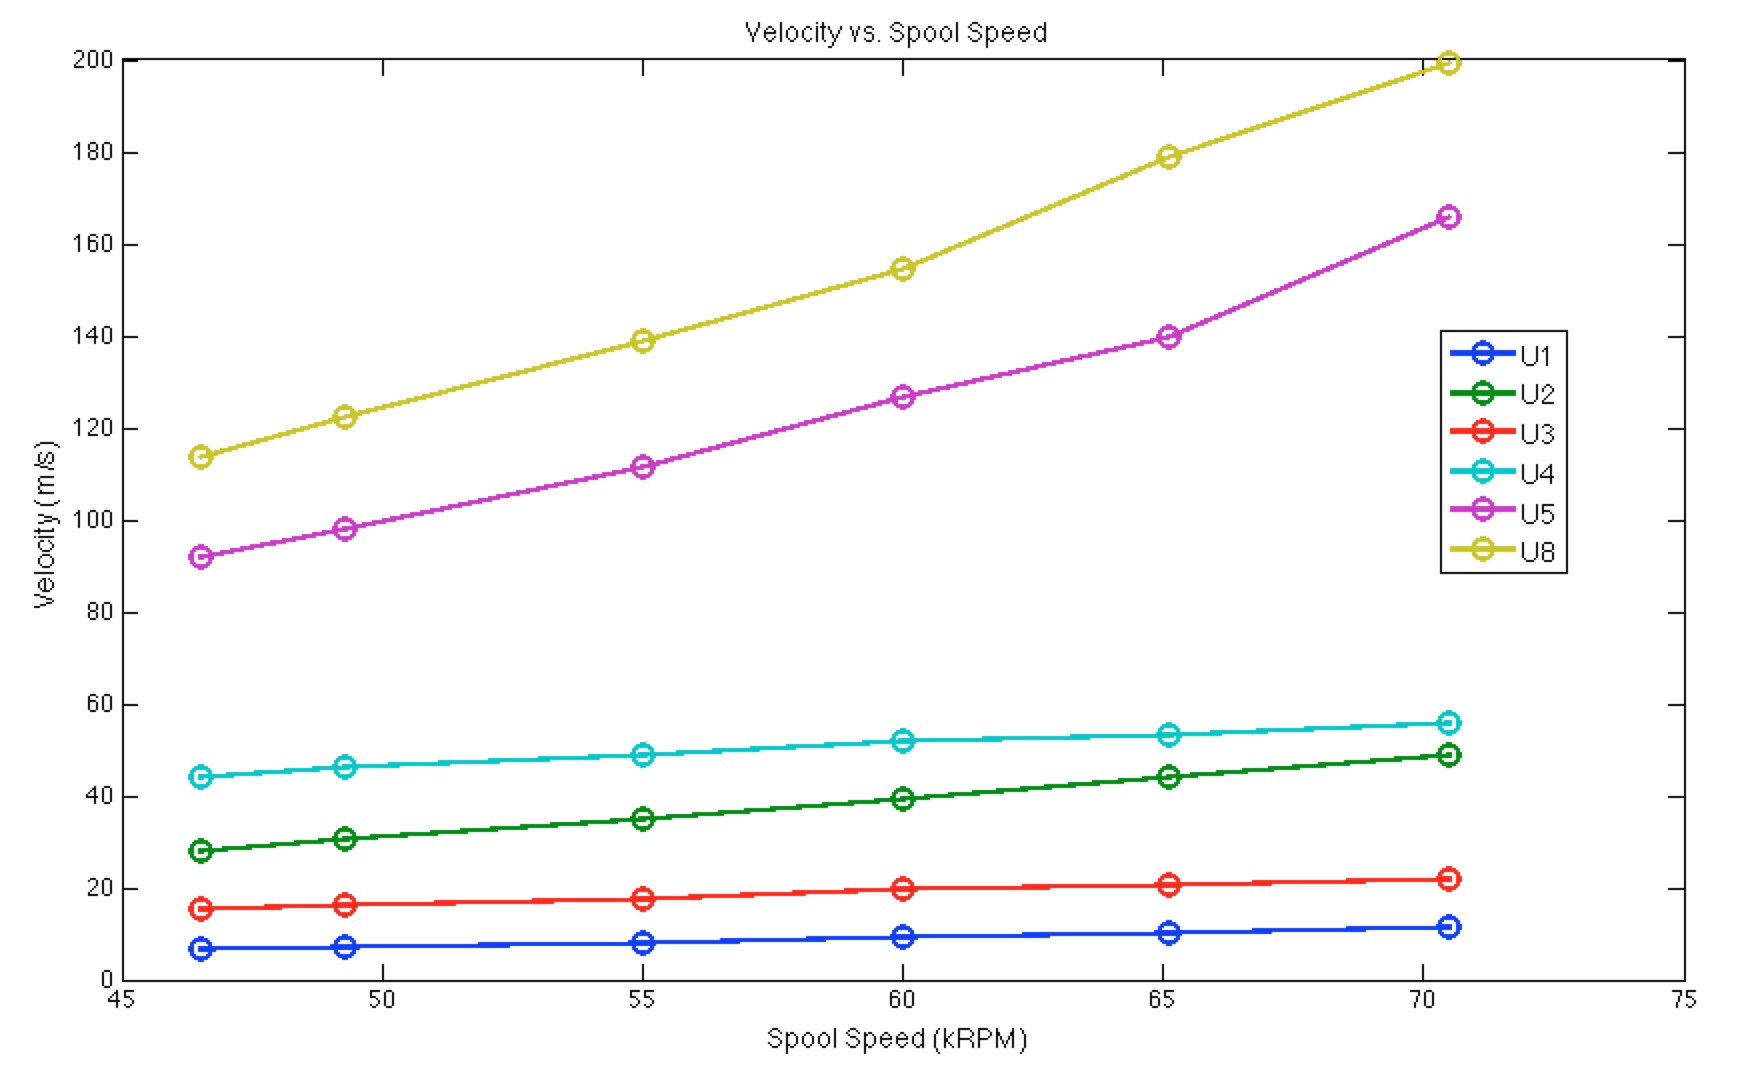 Velocity vs. Spool Speed
200
180
160
140
120
100
80
60
40
20
0
Velocity (m/s)
45 50 55 60 65 70 75
Spool Speed (kRPM)
U1
U2
U3
U4
U5
U8